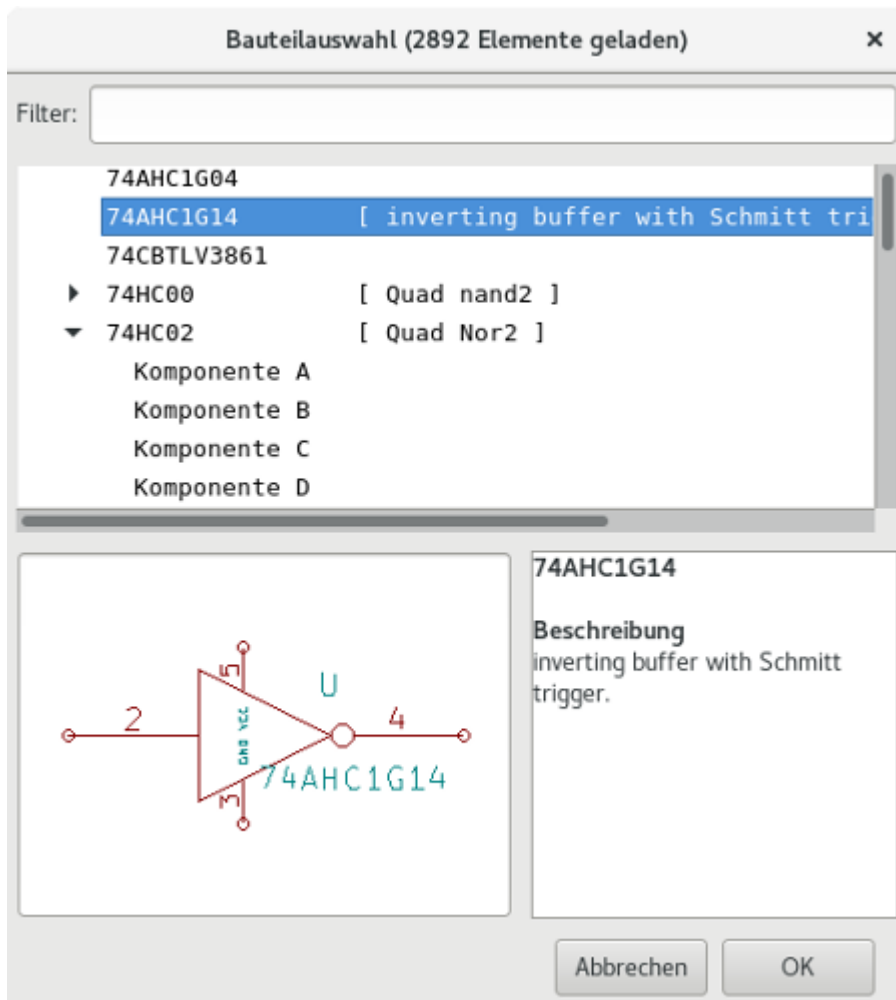 Bauteilauswahl (2892 Elemente geladen)
Filter:
74AHC1G04
74AHC1G14 [ inverting buffer with Schmitt tri
74CBTLV3861
74HC00 [ Quad nand2 ]
74HC02 [ Quad Nor2 ]
Komponente A
Komponente B
Komponente C
Komponente D
5
U
2
GND VCC
4
74AHC1G14
3
74AHC1G14
Beschreibung
inverting buffer with Schmitt
trigger.
Abbrechen
OK